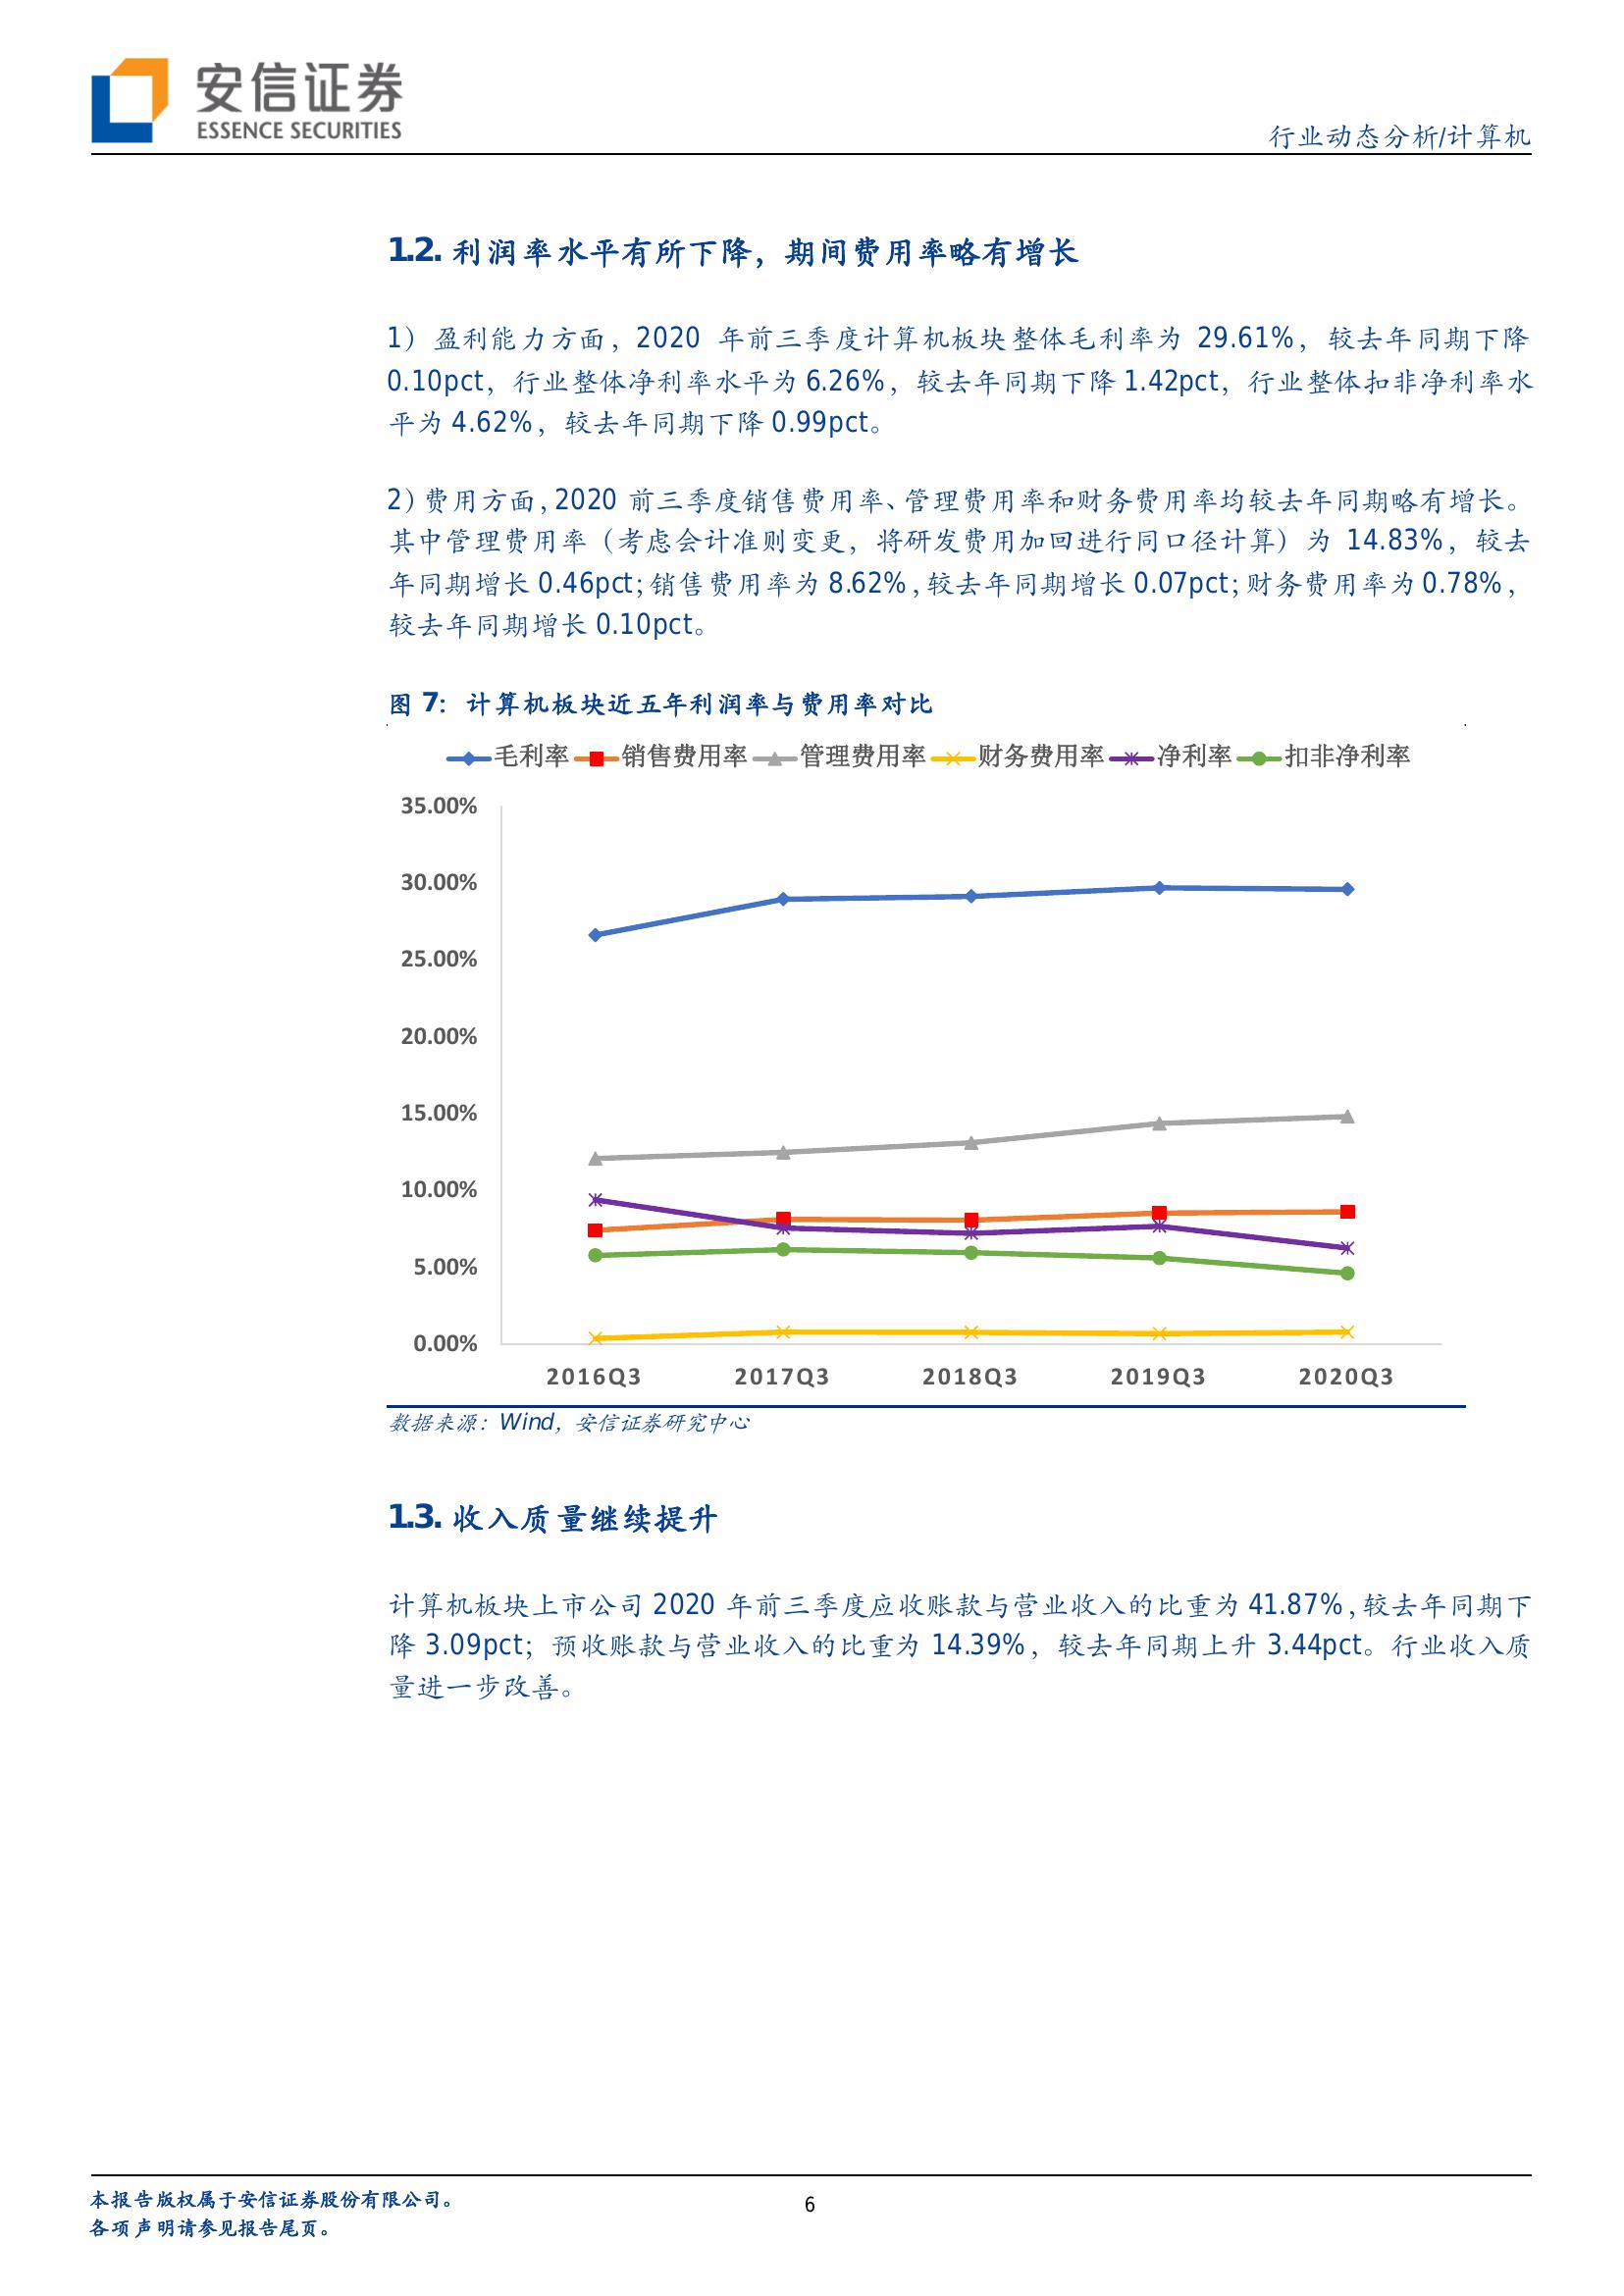 安信证券
ESSENCE SECURITIES
行业动态分析/计算机
1.2. 利润率水平有所下降，期间费用率略有增长
1）盈利能力方面，2020 年前三季度计算机板块整体毛利率为 29.61%，较去年同期下降
0.10pct，行业整体净利率水平为 6.26%，较去年同期下降 1.42pct，行业整体扣非净利率水
平为 4.62%，较去年同期下降 0.99pct。
2）费用方面，2020 前三季度销售费用率、管理费用率和财务费用率均较去年同期略有增长。
其中管理费用率（考虑会计准则变更，将研发费用加回进行同口径计算）为 14.83%，较去
年同期增长 0.46pct；销售费用率为 8.62%，较去年同期增长 0.07pct；财务费用率为 0.78%，
较去年同期增长 0.10pct。
图 7：计算机板块近五年利润率与费用率对比
毛利率 销售费用率 管理费用率 财务费用率 净利率 扣非净利率
35.00%
30.00%
25.00%
20.00%
15.00%
10.00%
5.00%
0.00%
2016Q3 2017Q3 2018Q3 2019Q3 2020Q3
数据来源：Wind，安信证券研究中心
1.3. 收入质量继续提升
计算机板块上市公司 2020 年前三季度应收账款与营业收入的比重为 41.87%，较去年同期下
降 3.09pct；预收账款与营业收入的比重为 14.39%，较去年同期上升 3.44pct。行业收入质
量进一步改善。
本报告版权属于安信证券股份有限公司。
各项声明请参见报告尾页。
6